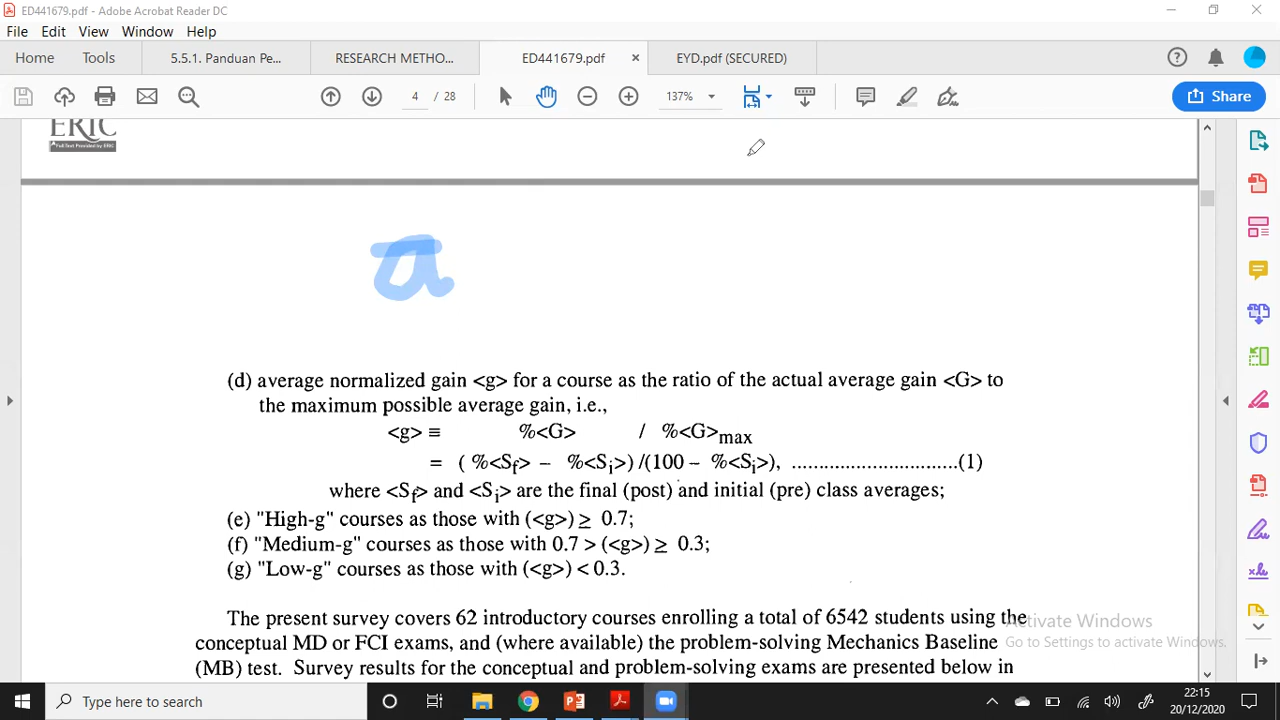 ED441679.pdf - Adobe Acrobat Reader DC
File Edit View Window Help
Home Tools 5.5.1. Panduan Pe... RESEARCH METHO... ED441679.pdf × EYD.pdf (SECURED)
4 / 28 137% Share
ERIC
Full Text Provided by ERIC
a
(d) average normalized gain <g> for a course as the ratio of the actual average gain <G> to
the maximum possible average gain, i.e.,
<g> ≡ %<G> / %<G>max
= ( %<Sf> – %<Si>) /(100 – %<Si>), ..............................(1)
where <Sf> and <Si> are the final (post) and initial (pre) class averages;
(e) "High-g" courses as those with (<g>) ≥ 0.7;
(f) "Medium-g" courses as those with 0.7 > (<g>) ≥ 0.3;
(g) "Low-g" courses as those with (<g>) < 0.3.
The present survey covers 62 introductory courses enrolling a total of 6542 students using the
conceptual MD or FCI exams, and (where available) the problem-solving Mechanics Baseline
(MB) test. Survey results for the conceptual and problem-solving exams are presented below in
Activate Windows
Go to Settings to activate Windows.
Type here to search
22:15
20/12/2020